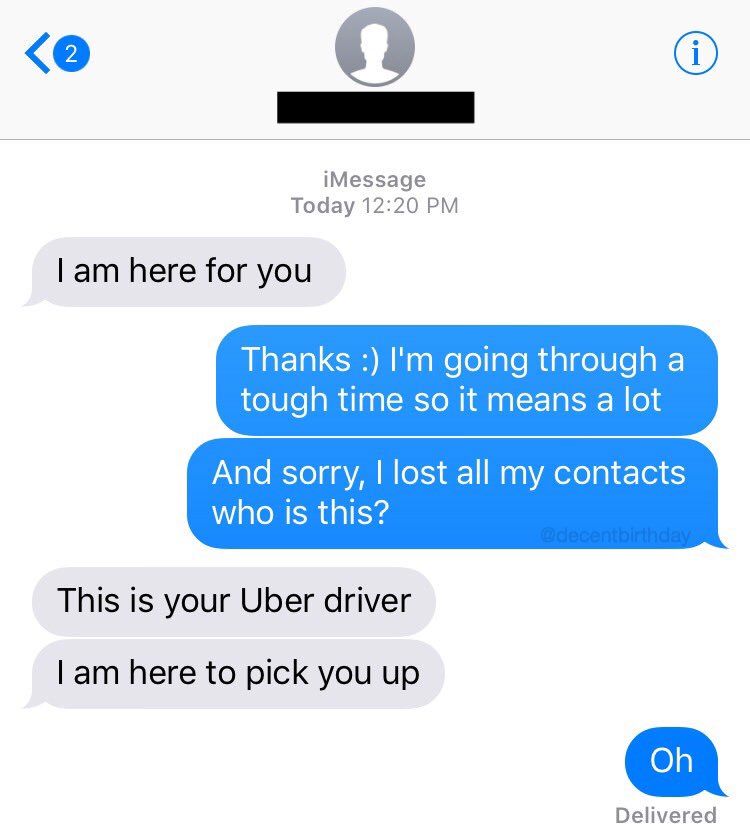 2
i
iMessage
Today 12:20 PM
I am here for you
Thanks :) I'm going through a
tough time so it means a lot
And sorry, I lost all my contacts
who is this?
@decentbirthday
This is your Uber driver
I am here to pick you up
Oh
Delivered